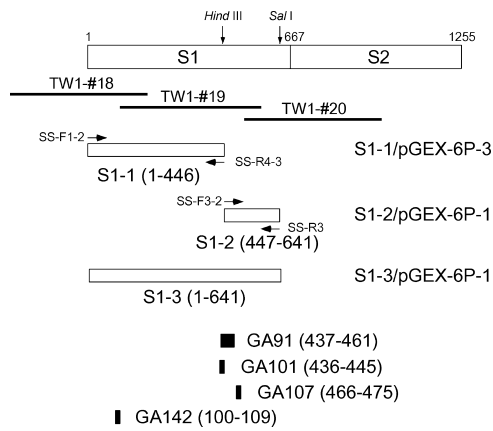 Hind III Sal I
1 667 1255
S1 S2
TW1-#18
TW1-#19
TW1-#20
SS-F1-2
SS-R4-3
S1-1 (1-446) S1-1/pGEX-6P-3
SS-F3-2
SS-R3
S1-2 (447-641) S1-2/pGEX-6P-1
S1-3 (1-641) S1-3/pGEX-6P-1
GA91 (437-461)
GA101 (436-445)
GA107 (466-475)
GA142 (100-109)